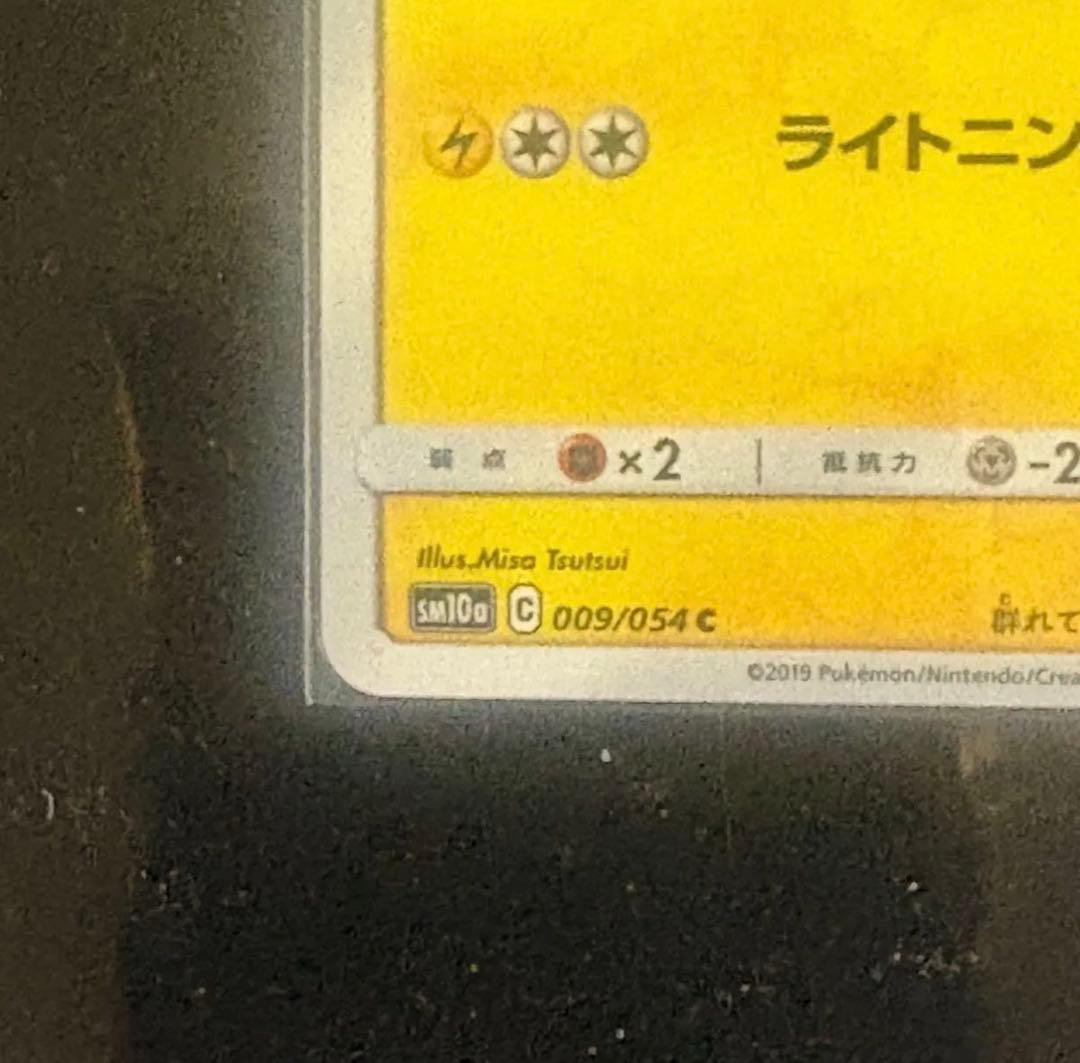 ライトニン
弱点 ×2 抵抗力 -2
Illus.Misa Tsutsui
SM10a C 009/054 C
群れて
©2019 Pokémon/Nintendo/Crea